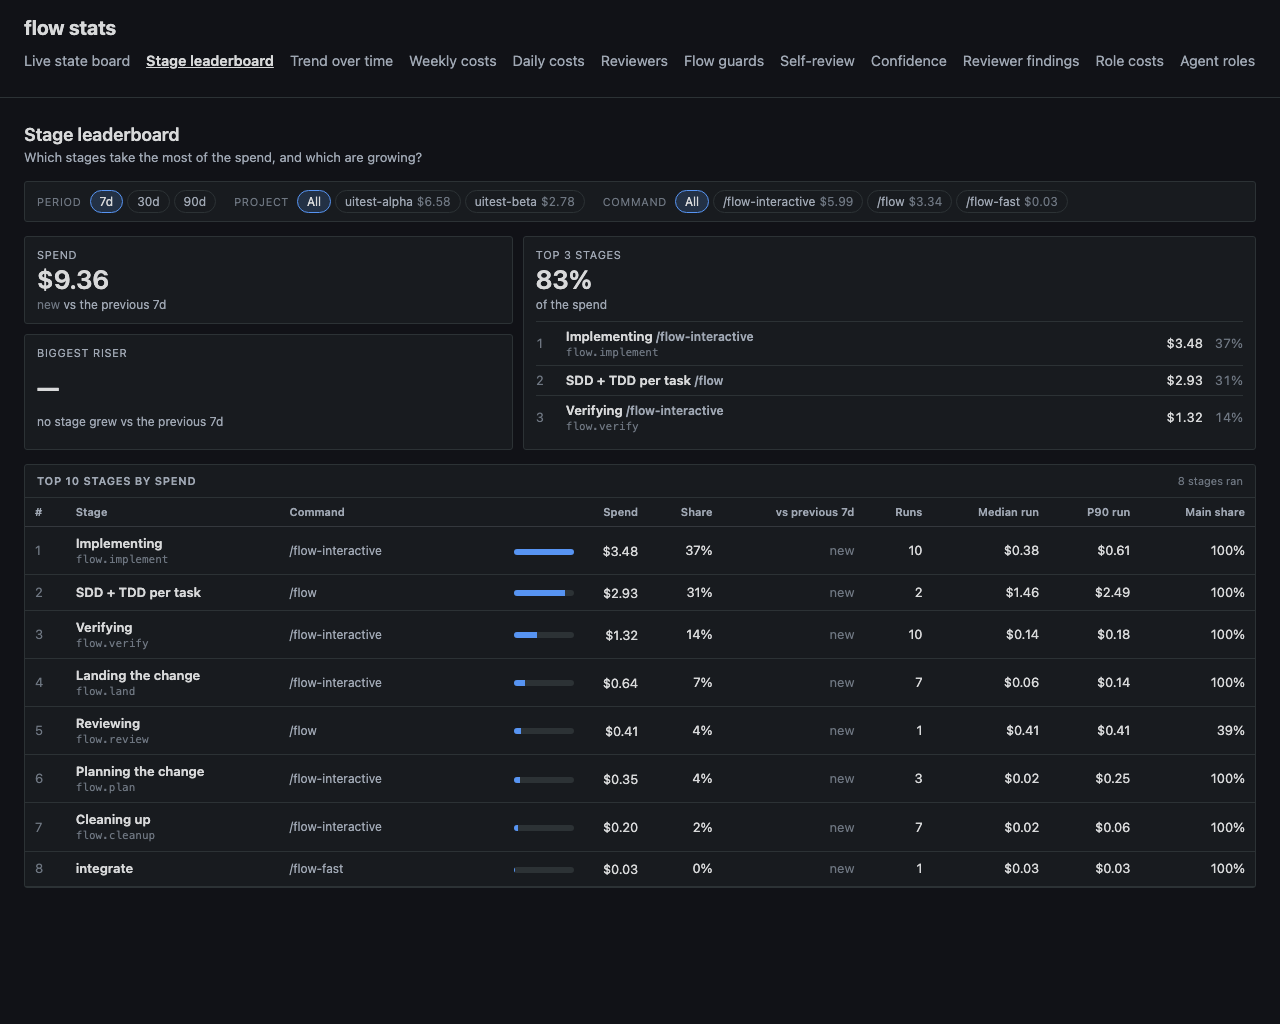 flow stats
Live state board Stage leaderboard Trend over time Weekly costs Daily costs Reviewers Flow guards Self-review Confidence Reviewer findings Role costs Agent roles
Stage leaderboard
Which stages take the most of the spend, and which are growing?
PERIOD 7d 30d 90d PROJECT All uitest-alpha $6.58 uitest-beta $2.78 COMMAND All /flow-interactive $5.99 /flow $3.34 /flow-fast $0.03
SPEND
$9.36
new vs the previous 7d
BIGGEST RISER
—
no stage grew vs the previous 7d
TOP 3 STAGES
83%
of the spend
1 Implementing /flow-interactive $3.48 37%
flow.implement
2 SDD + TDD per task /flow $2.93 31%
3 Verifying /flow-interactive $1.32 14%
flow.verify
TOP 10 STAGES BY SPEND 8 stages ran
# Stage Command Spend Share vs previous 7d Runs Median run P90 run Main share
1 Implementing /flow-interactive $3.48 37% new 10 $0.38 $0.61 100%
flow.implement
2 SDD + TDD per task /flow $2.93 31% new 2 $1.46 $2.49 100%
3 Verifying /flow-interactive $1.32 14% new 10 $0.14 $0.18 100%
flow.verify
4 Landing the change /flow-interactive $0.64 7% new 7 $0.06 $0.14 100%
flow.land
5 Reviewing /flow $0.41 4% new 1 $0.41 $0.41 39%
flow.review
6 Planning the change /flow-interactive $0.35 4% new 3 $0.02 $0.25 100%
flow.plan
7 Cleaning up /flow-interactive $0.20 2% new 7 $0.02 $0.06 100%
flow.cleanup
8 integrate /flow-fast $0.03 0% new 1 $0.03 $0.03 100%